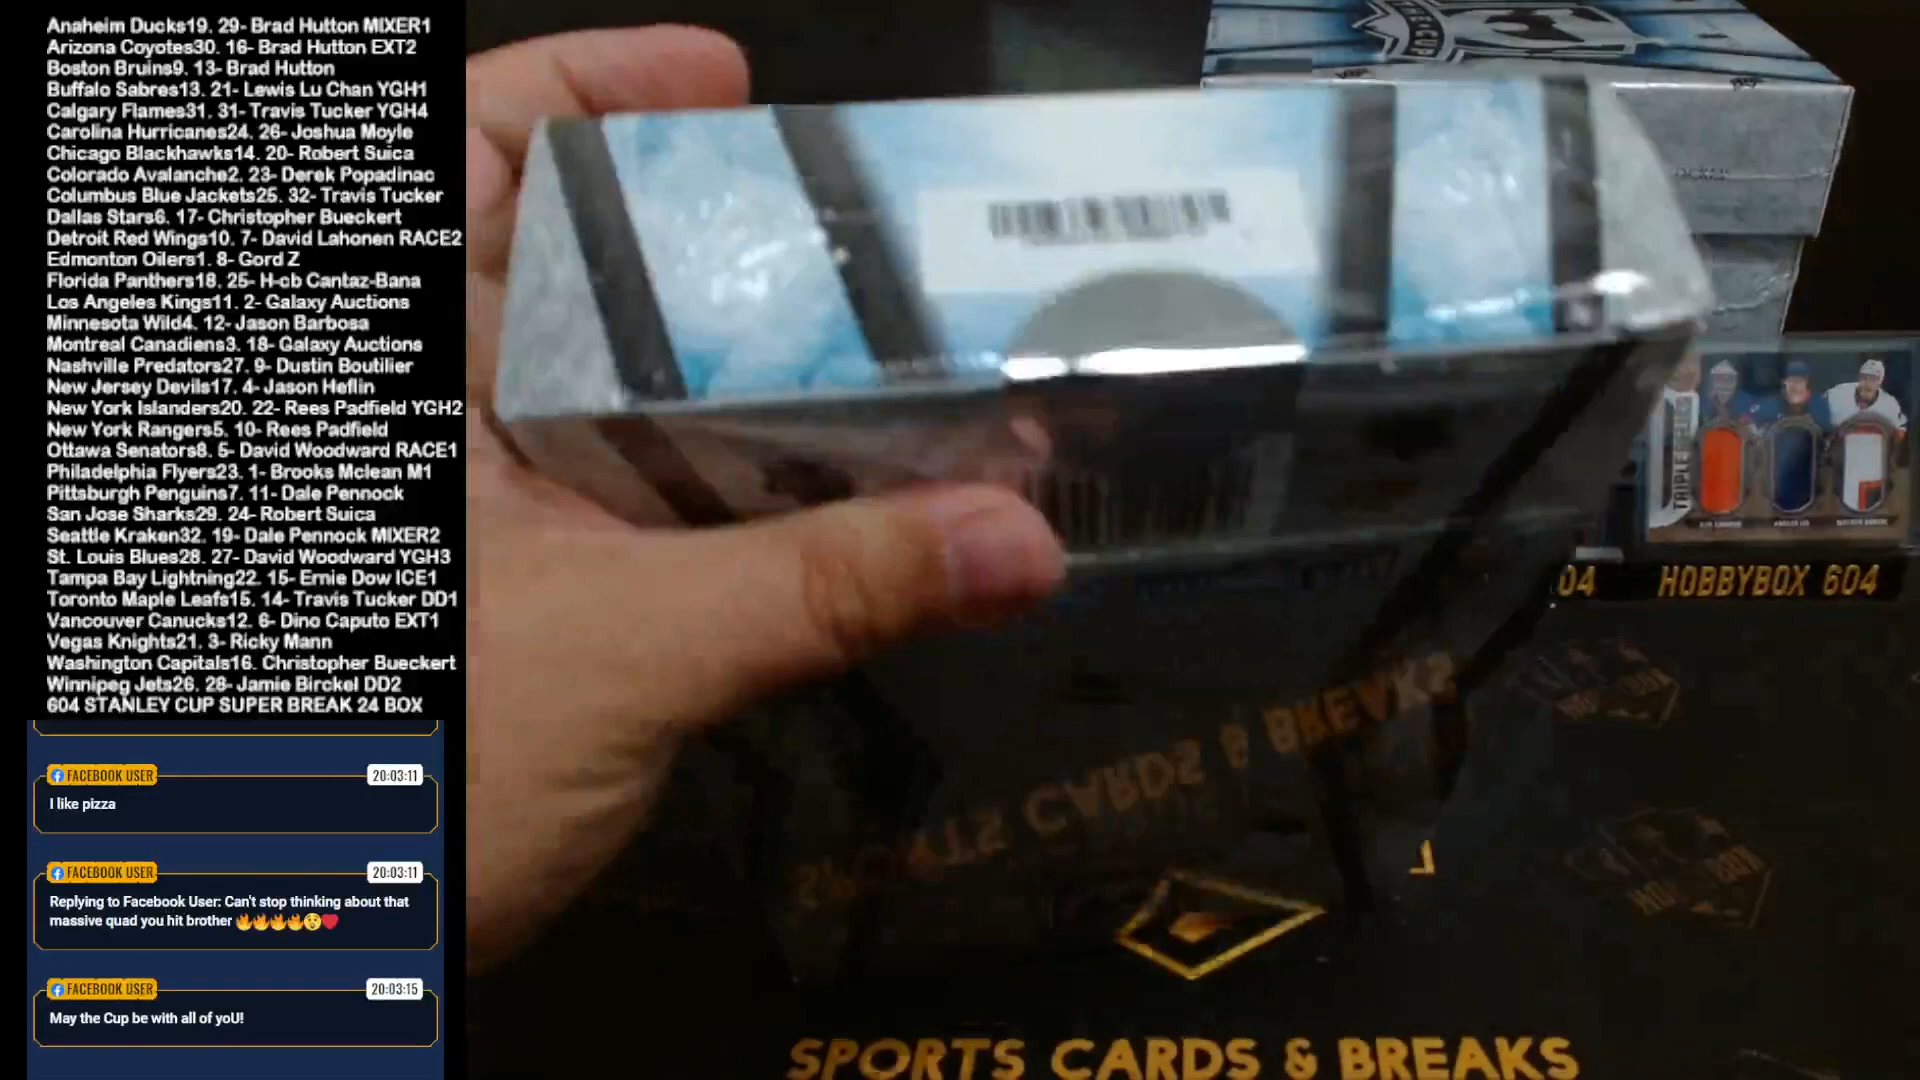 Anaheim Ducks19. 29- Brad Hutton MIXER1
Arizona Coyotes30. 16- Brad Hutton EXT2
Boston Bruins9. 13- Brad Hutton
Buffalo Sabres13. 21- Lewis Lu Chan YGH1
Calgary Flames31. 31- Travis Tucker YGH4
Carolina Hurricanes24. 26- Joshua Moyle
Chicago Blackhawks14. 20- Robert Suica
Colorado Avalanche2. 23- Derek Popadinac
Columbus Blue Jackets25. 32- Travis Tucker
Dallas Stars6. 17- Christopher Bueckert
Detroit Red Wings10. 7- David Lahonen RACE2
Edmonton Oilers1. 8- Gord Z
Florida Panthers18. 25- H-cb Cantaz-Bana
Los Angeles Kings11. 2- Galaxy Auctions
Minnesota Wild4. 12- Jason Barbosa
Montreal Canadiens3. 18- Galaxy Auctions
Nashville Predators27. 9- Dustin Boutilier
New Jersey Devils17. 4- Jason Heflin
New York Islanders20. 22- Rees Padfield YGH2
New York Rangers5. 10- Rees Padfield
Ottawa Senators8. 5- David Woodward RACE1
Philadelphia Flyers23. 1- Brooks Mclean M1
Pittsburgh Penguins7. 11- Dale Pennock
San Jose Sharks29. 24- Robert Suica
Seattle Kraken32. 19- Dale Pennock MIXER2
St. Louis Blues28. 27- David Woodward YGH3
Tampa Bay Lightning22. 15- Ernie Dow ICE1
Toronto Maple Leafs15. 14- Travis Tucker DD1
Vancouver Canucks12. 6- Dino Caputo EXT1
Vegas Knights21. 3- Ricky Mann
Washington Capitals16. Christopher Bueckert
Winnipeg Jets26. 28- Jamie Birckel DD2
604 STANLEY CUP SUPER BREAK 24 BOX
FACEBOOK USER 20:03:11
I like pizza
FACEBOOK USER 20:03:11
Replying to Facebook User: Can't stop thinking about that
massive quad you hit brother 🔥🔥🔥🔥😲❤️
FACEBOOK USER 20:03:15
May the Cup be with all of yoU!
THE CUP
04 HOBBYBOX 604
SPORTS CARDS & BREAKS
SPORTS CARDS & BREAKS